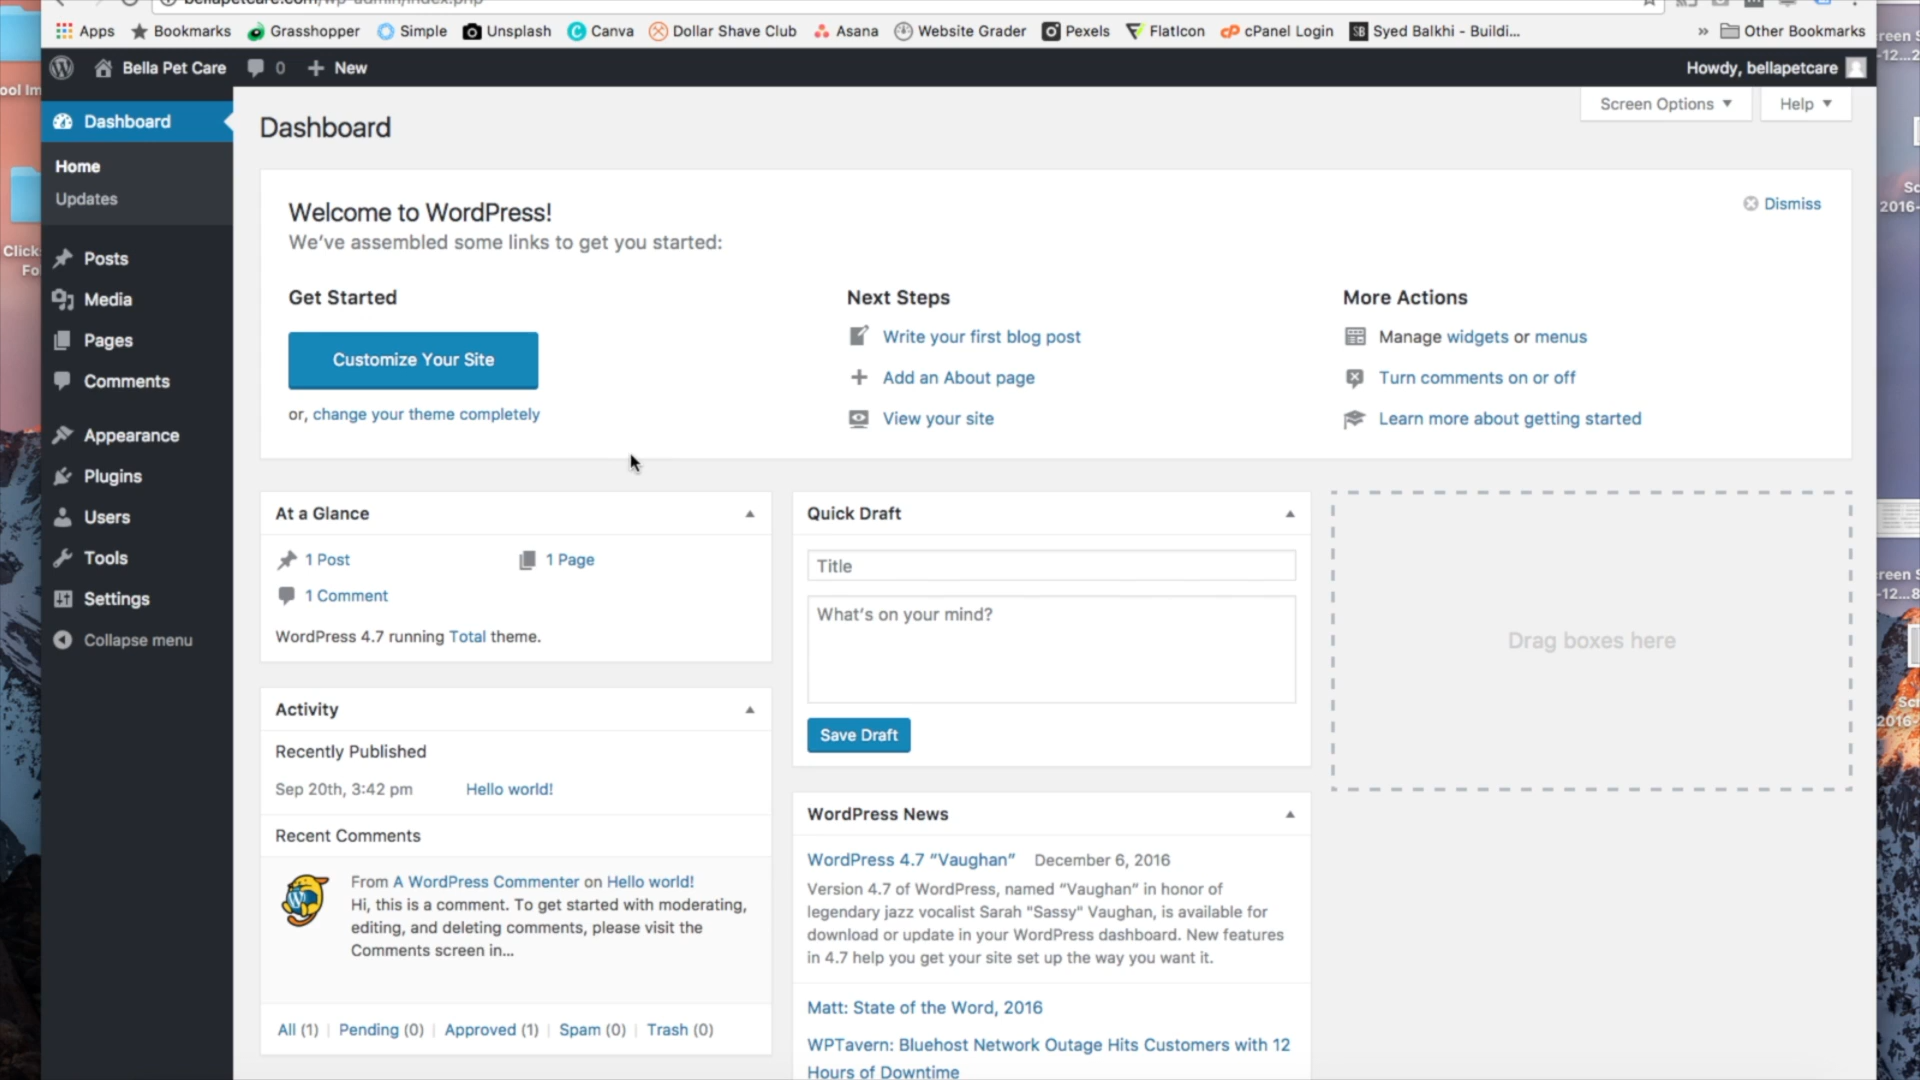 bellapetcare.com/wp-admin/index.php
Apps Bookmarks Grasshopper Simple Unsplash Canva Dollar Shave Club Asana Website Grader Pexels FlatIcon cPanel Login SB Syed Balkhi - Buildi... » Other Bookmarks
Bella Pet Care 0 + New Howdy, bellapetcare
Screen Options Help
Dashboard
Home
Updates
Posts
Media
Pages
Comments
Appearance
Plugins
Users
Tools
Settings
Collapse menu
Dashboard
Welcome to WordPress!
Dismiss
We've assembled some links to get you started:
Get Started
Customize Your Site
or, change your theme completely
Next Steps
Write your first blog post
Add an About page
View your site
More Actions
Manage widgets or menus
Turn comments on or off
Learn more about getting started
At a Glance
1 Post
1 Page
1 Comment
WordPress 4.7 running Total theme.
Activity
Recently Published
Sep 20th, 3:42 pm Hello world!
Recent Comments
From A WordPress Commenter on Hello world!
Hi, this is a comment. To get started with moderating,
editing, and deleting comments, please visit the
Comments screen in...
All (1) | Pending (0) | Approved (1) | Spam (0) | Trash (0)
Quick Draft
Title
What's on your mind?
Save Draft
WordPress News
WordPress 4.7 “Vaughan” December 6, 2016
Version 4.7 of WordPress, named “Vaughan” in honor of
legendary jazz vocalist Sarah "Sassy" Vaughan, is available for
download or update in your WordPress dashboard. New features
in 4.7 help you get your site set up the way you want it.
Matt: State of the Word, 2016
WPTavern: Bluehost Network Outage Hits Customers with 12
Hours of Downtime
Drag boxes here